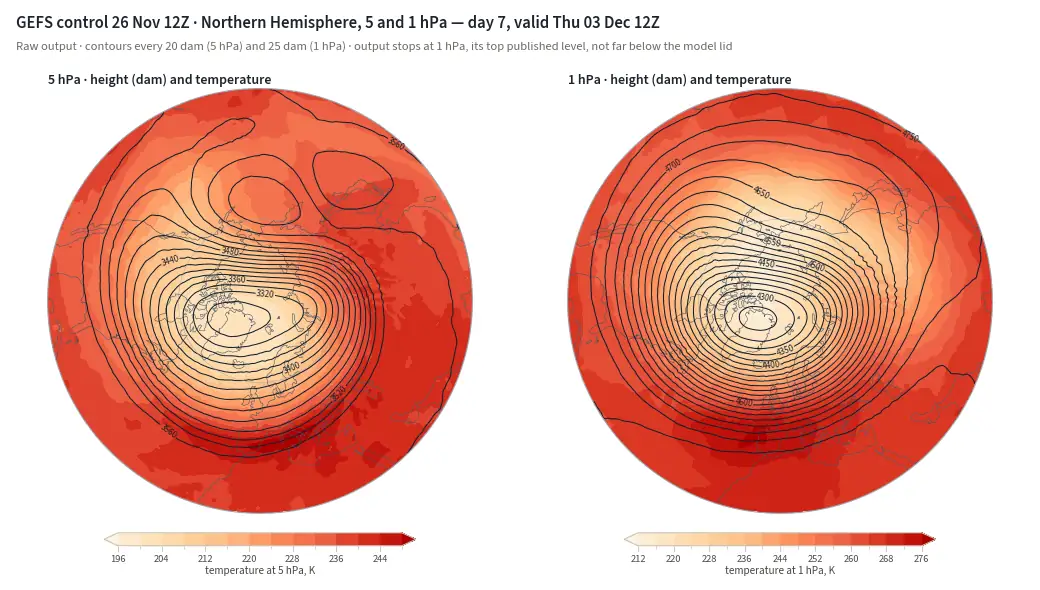 GEFS control 26 Nov 12Z · Northern Hemisphere, 5 and 1 hPa — day 7, valid Thu 03 Dec 12Z
Raw output · contours every 20 dam (5 hPa) and 25 dam (1 hPa) · output stops at 1 hPa, its top published level, not far below the model lid
5 hPa · height (dam) and temperature
1 hPa · height (dam) and temperature
3560
3440
3450
3360
3320
3400
3520
3560
4750
4700
4650
4550
4500
4450
4300
4350
4400
4600
196 204 212 220 228 236 244
temperature at 5 hPa, K
212 220 228 236 244 252 260 268 276
temperature at 1 hPa, K